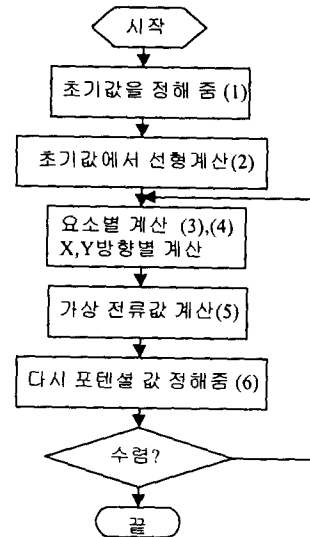 시작
초기값을 정해 줌 (1)
초기값에서 선형계산(2)
요소별 계산 (3),(4)
X,Y방향별 계산
가상 전류값 계산(5)
다시 포텐셜 값 정해줌 (6)
수렴?
끝